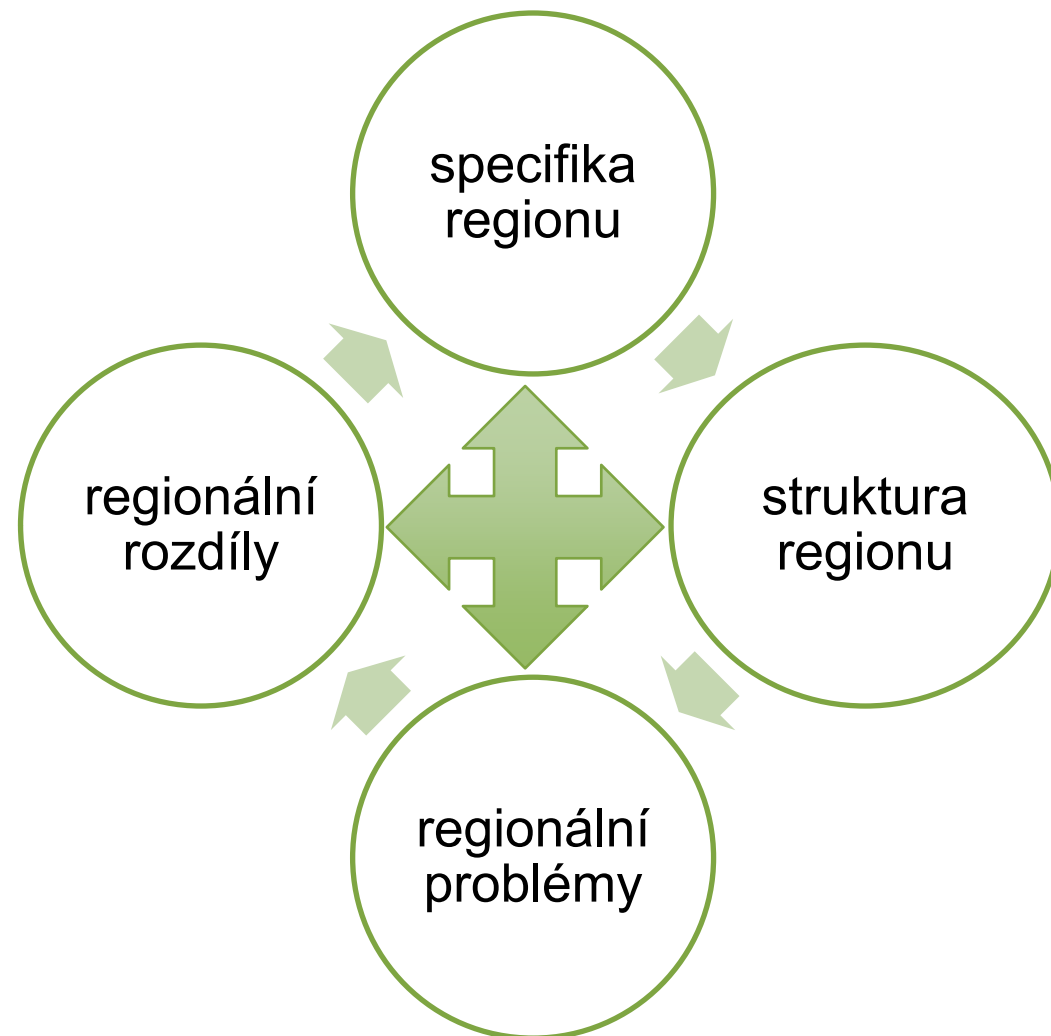 specifika
regionu
regionální
rozdíly
struktura
regionu
regionální
problémy